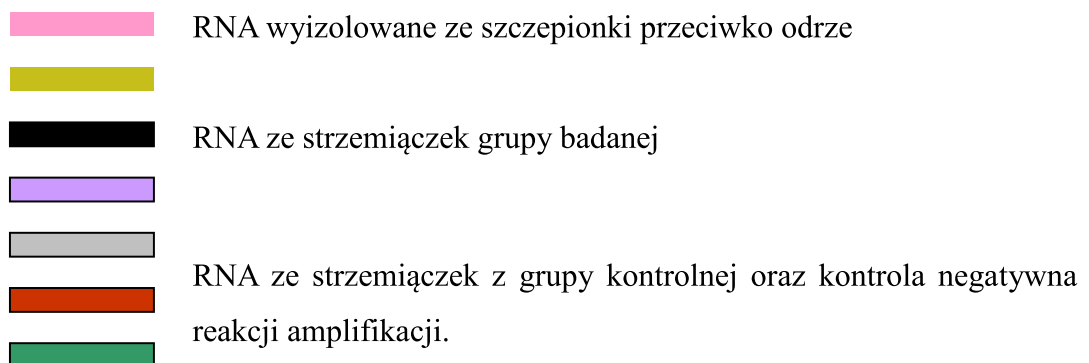 RNA wyizolowane ze szczepionki przeciwko odrze
RNA ze strzemiączek grupy badanej
RNA ze strzemiączek z grupy kontrolnej oraz kontrola negatywna
reakcji amplifikacji.